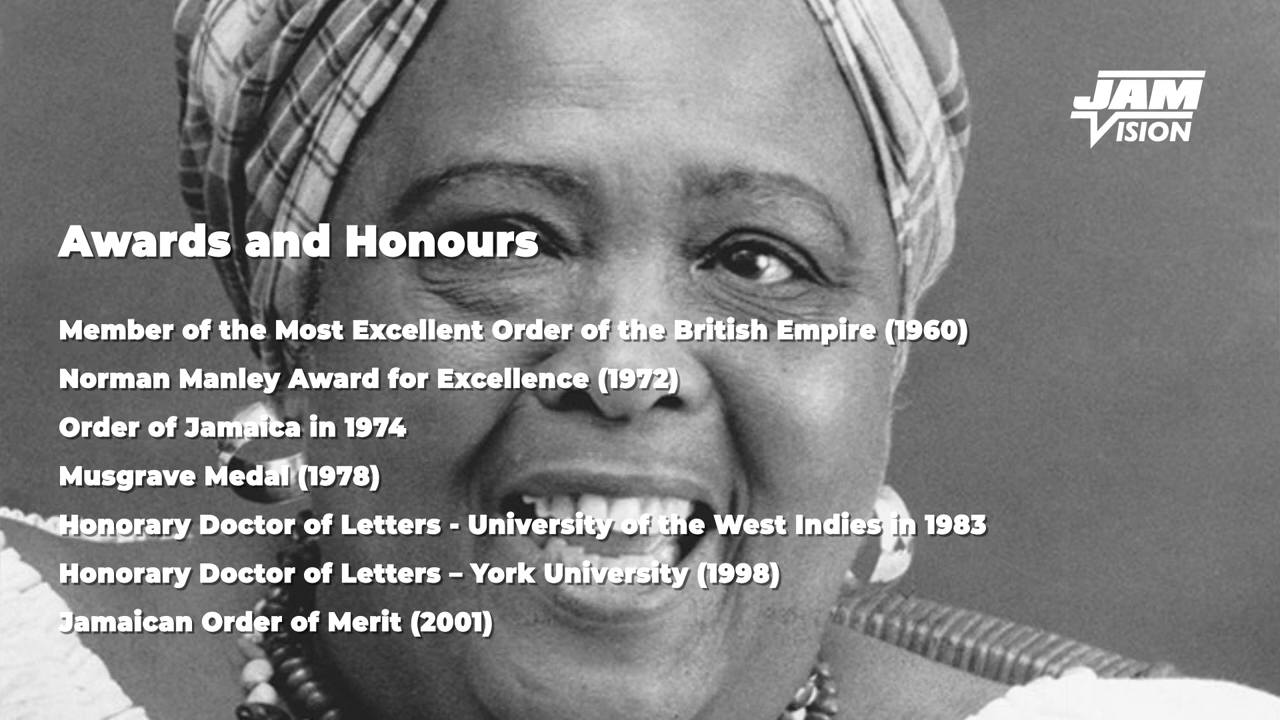 JAM
VISION
Awards and Honours
Member of the Most Excellent Order of the British Empire (1960)
Norman Manley Award for Excellence (1972)
Order of Jamaica in 1974
Musgrave Medal (1978)
Honorary Doctor of Letters - University of the West Indies in 1983
Honorary Doctor of Letters – York University (1998)
Jamaican Order of Merit (2001)